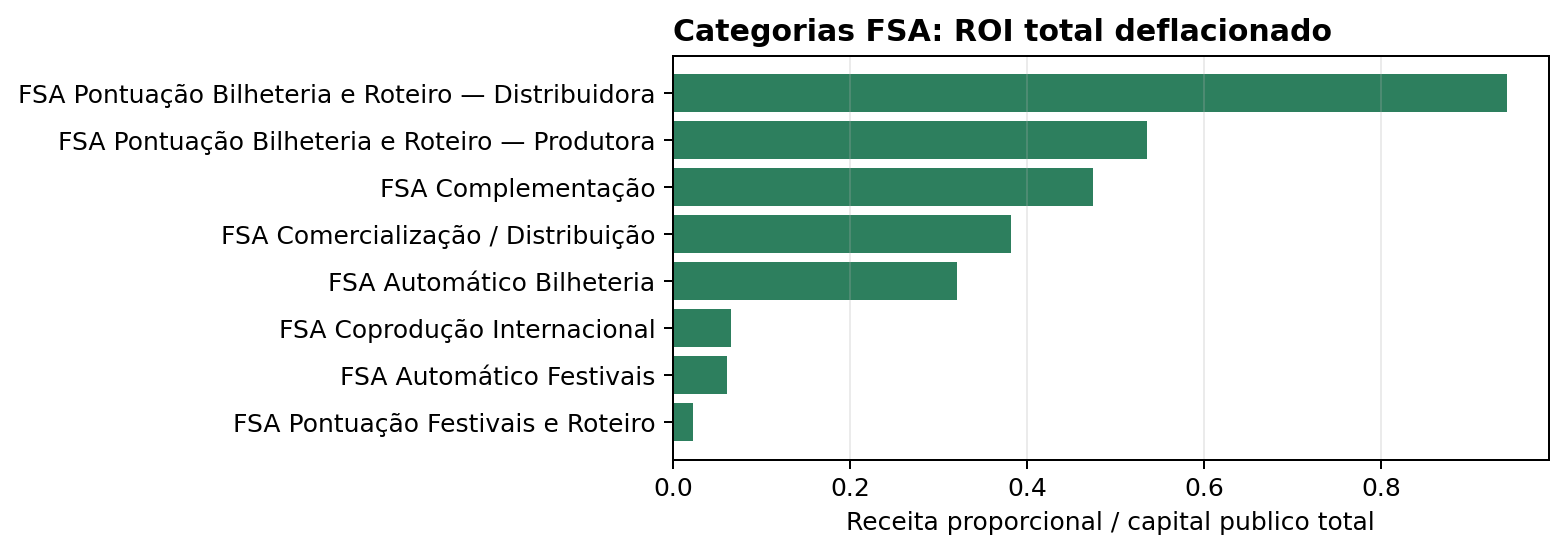 Categorias FSA: ROI total deflacionado
FSA Pontuação Bilheteria e Roteiro — Distribuidora
FSA Pontuação Bilheteria e Roteiro — Produtora
FSA Complementação
FSA Comercialização / Distribuição
FSA Automático Bilheteria
FSA Coprodução Internacional
FSA Automático Festivais
FSA Pontuação Festivais e Roteiro
0.0 0.2 0.4 0.6 0.8
Receita proporcional / capital publico total